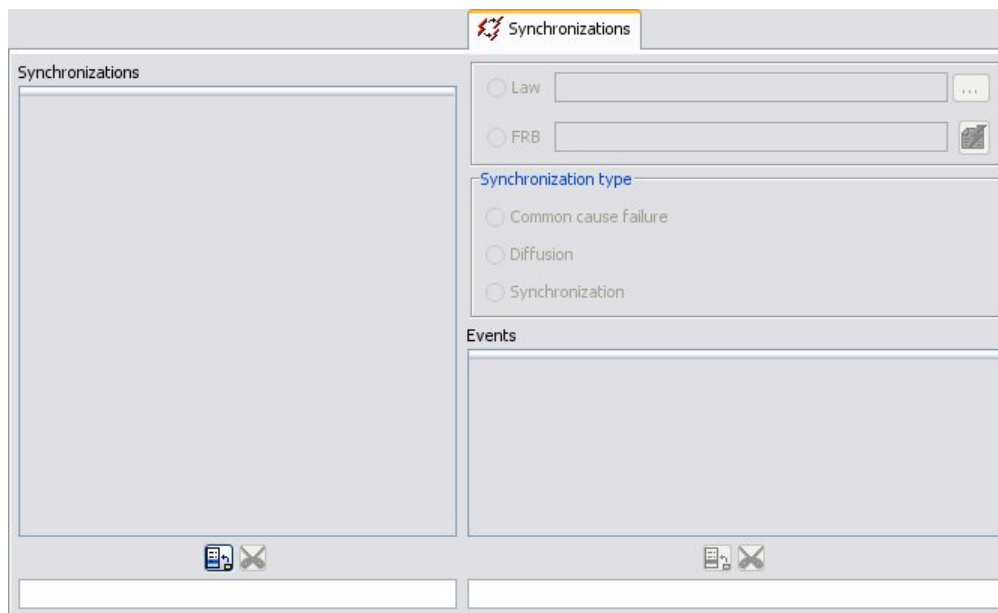 Synchronizations
Synchronizations
Law
...
FRB
Synchronization type
Common cause failure
Diffusion
Synchronization
Events